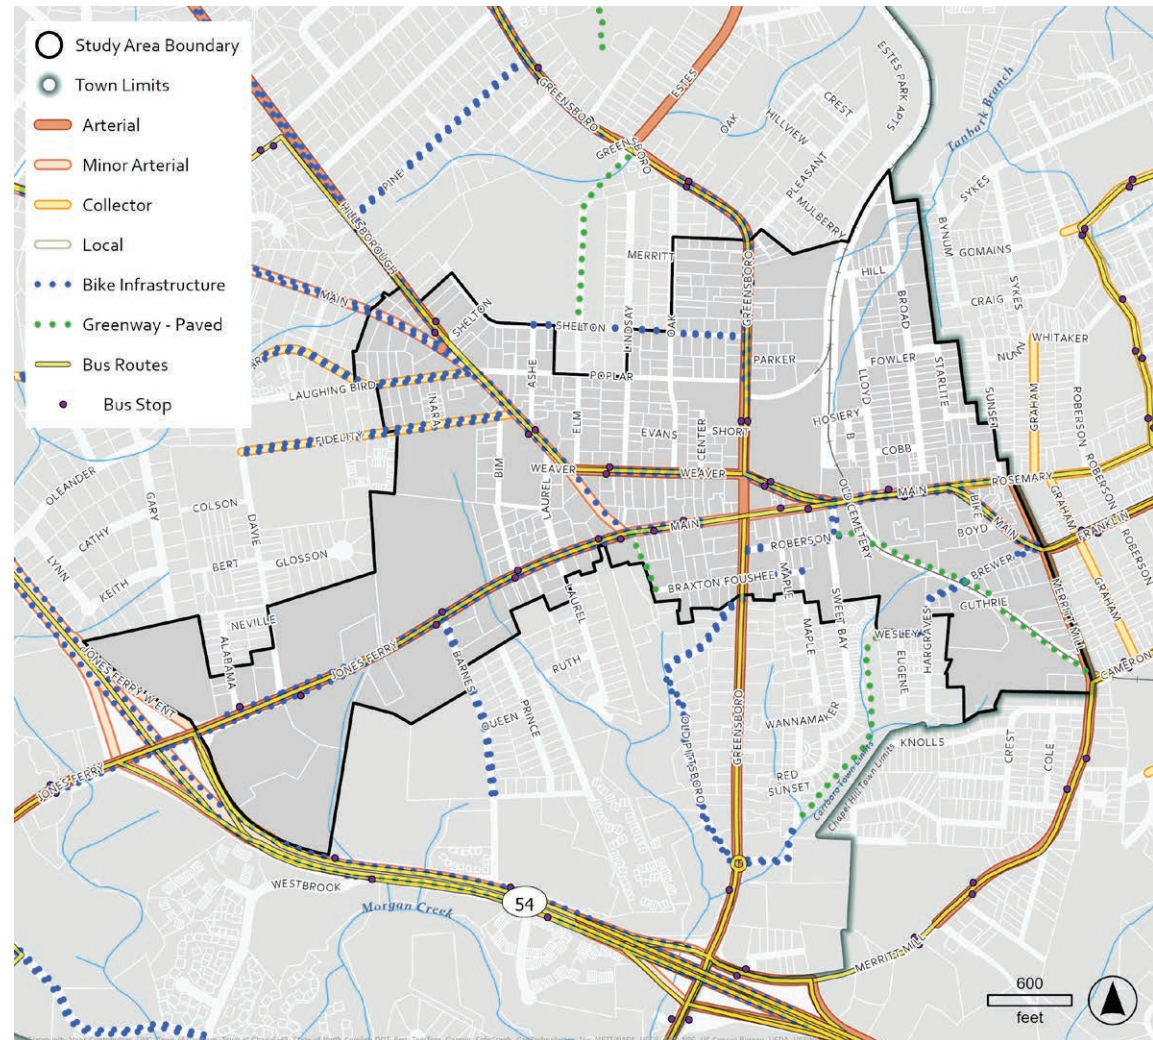 Study Area Boundary
Town Limits
Arterial
Minor Arterial
Collector
Local
Bike Infrastructure
Greenway - Paved
Bus Routes
Bus Stop
GREENSBORO
ESTES
ESTES PARK APTS
OAK
CREST
HILLVIEW
PLEASANT
MULBERRY
Tanbark Branch
GREENSBORO
PINE
HILLSBOROUGH
SYKES
BYNUM
GOMAINS
SYKES
CRAIG
NUNN
WHITAKER
MERRITT
HILL
BROAD
MAIN
SHELTON
SHELTON
LINDSAY
OAK
GREENSBORO
PARKER
FOWLER
LLOYD
STARLITE
SUNSET
GRAHAM
ROBERSON
ASHE
POPLAR
LAUGHING BIRD
INARA
ELM
FIDELITY
EVANS
CENTER
SHORT
HOSIERY
B
COBB
OLEANDER
GARY
COLSON
DAVIE
BIM
WEAVER
WEAVER
LAUREL
OLD CEMETERY
MAIN
ROSEMARY
ROBERSON
CATHY
LYNN
KEITH
BERT
GLOSSON
MAIN
BIKE
MAIN
BOYD
GRAHAM
FRANKLIN
ROBERSON
ROBERSON
BREWER
BRAXTON FOUSHEE
MAPLE
SWEET BAY
GUTHRIE
MERRITT MILL
GRAHAM
NEVILLE
ALABAMA
LAUREL
RUTH
MAPLE
WESLEY
EUGENE
HARGRAVES
CAMERON
JONES FERRY W ENT
JONES FERRY
BARNES
QUEEN
PRINCE
OLD PITTSBORO
GREENSBORO
WANNAMAKER
KNOLLS
CREST
COLE
JONES FERRY
RED
SUNSET
Carrboro Town Limits
Chapel Hill Town Limits
WESTBROOK
54
Morgan Creek
MERRITT MILL
600
feet